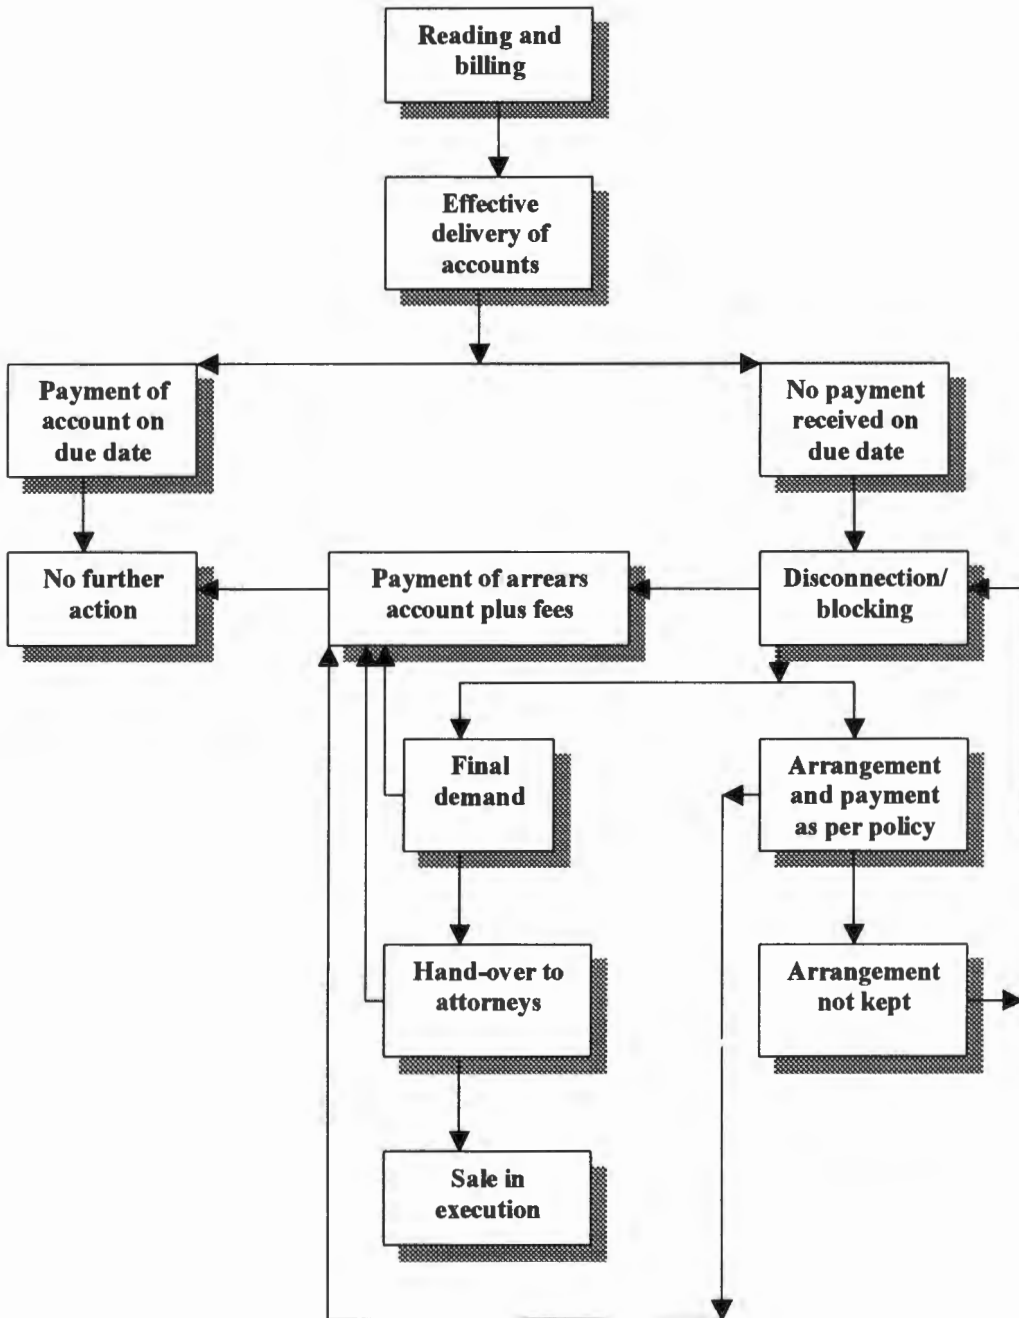 Reading and
billing
Effective
delivery of
accounts
Payment of
account on
due date
No payment
received on
due date
No further
action
Payment of arrears
account plus fees
Disconnection/
blocking
Final
demand
Arrangement
and payment
as per policy
Hand-over to
attorneys
Arrangement
not kept
Sale in
execution